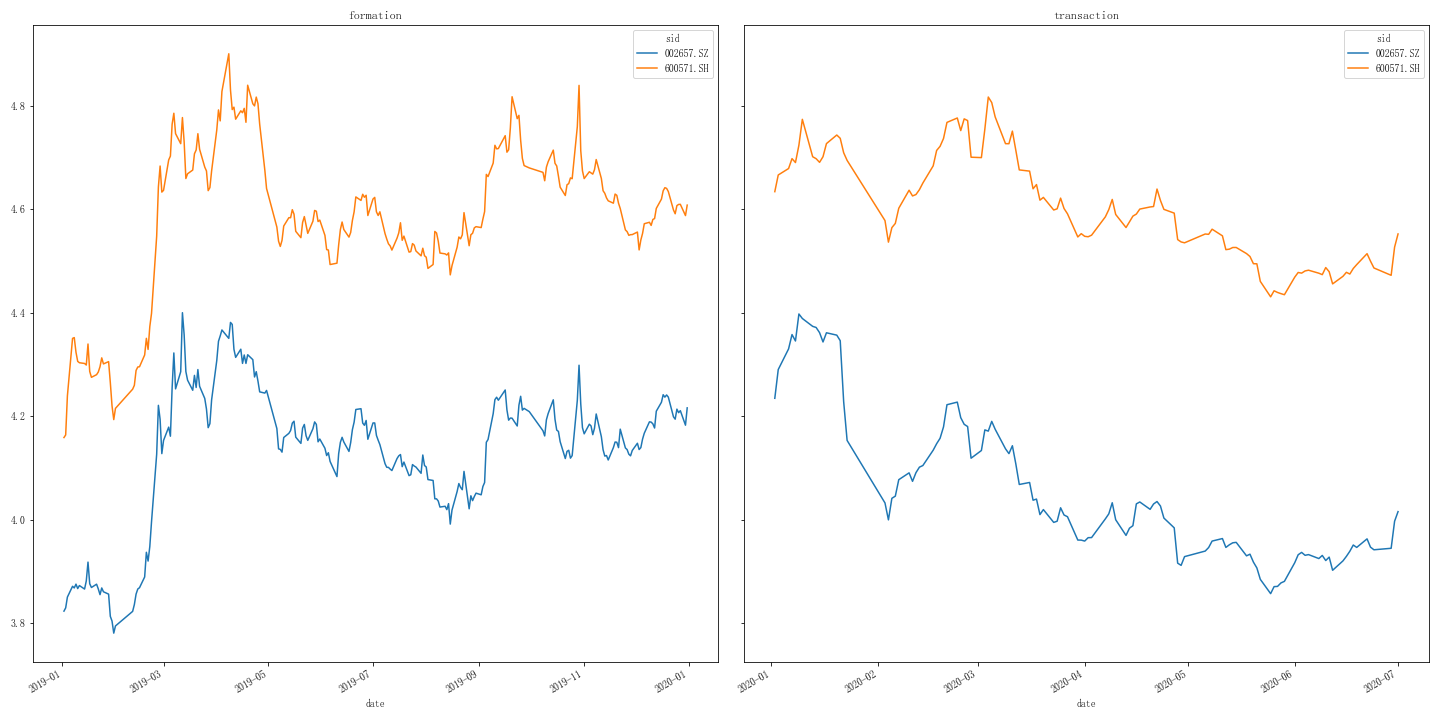 formation
sid
002657.SZ
600571.SH
4.8
4.6
4.4
4.2
4.0
3.8
2019-01
2019-03
2019-05
2019-07
2019-09
2019-11
2020-01
date
transaction
sid
002657.SZ
600571.SH
2020-01
2020-02
2020-03
2020-04
2020-05
2020-06
2020-07
date